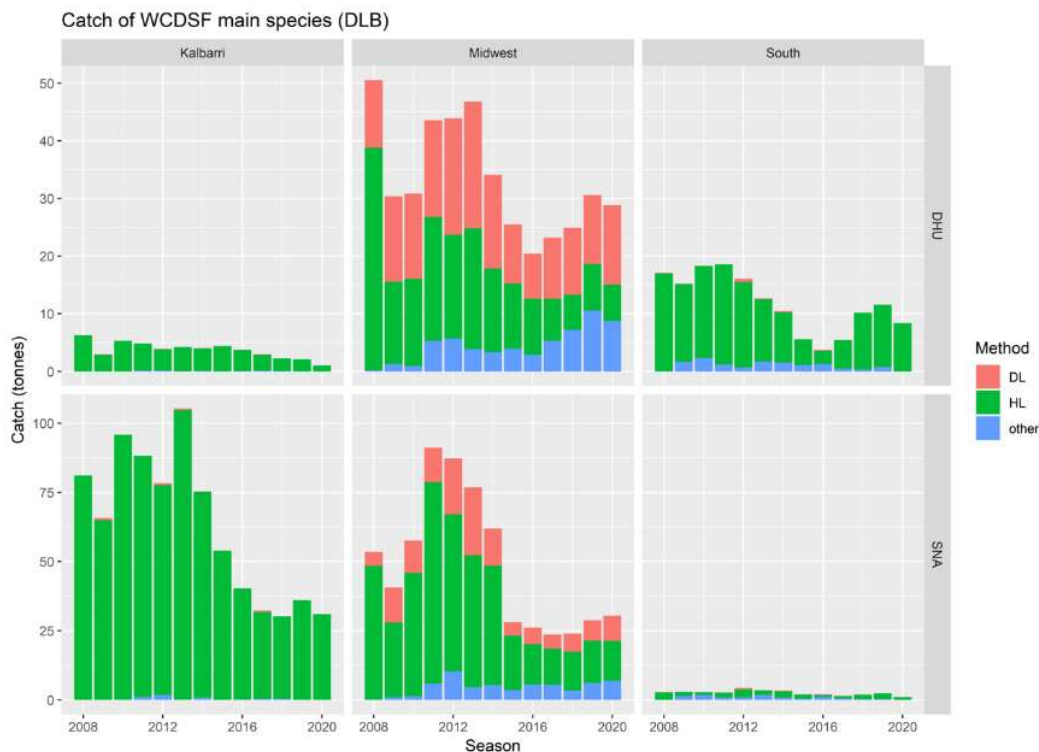 Catch of WCDSF main species (DLB)
Kalbarri
Midwest
South
50
40
30
20
10
0
DHU
100
75
50
25
0
SNA
Catch (tonnes)
2008
2012
2016
2020
2008
2012
2016
2020
2008
2012
2016
2020
Season
Method
DL
HL
other